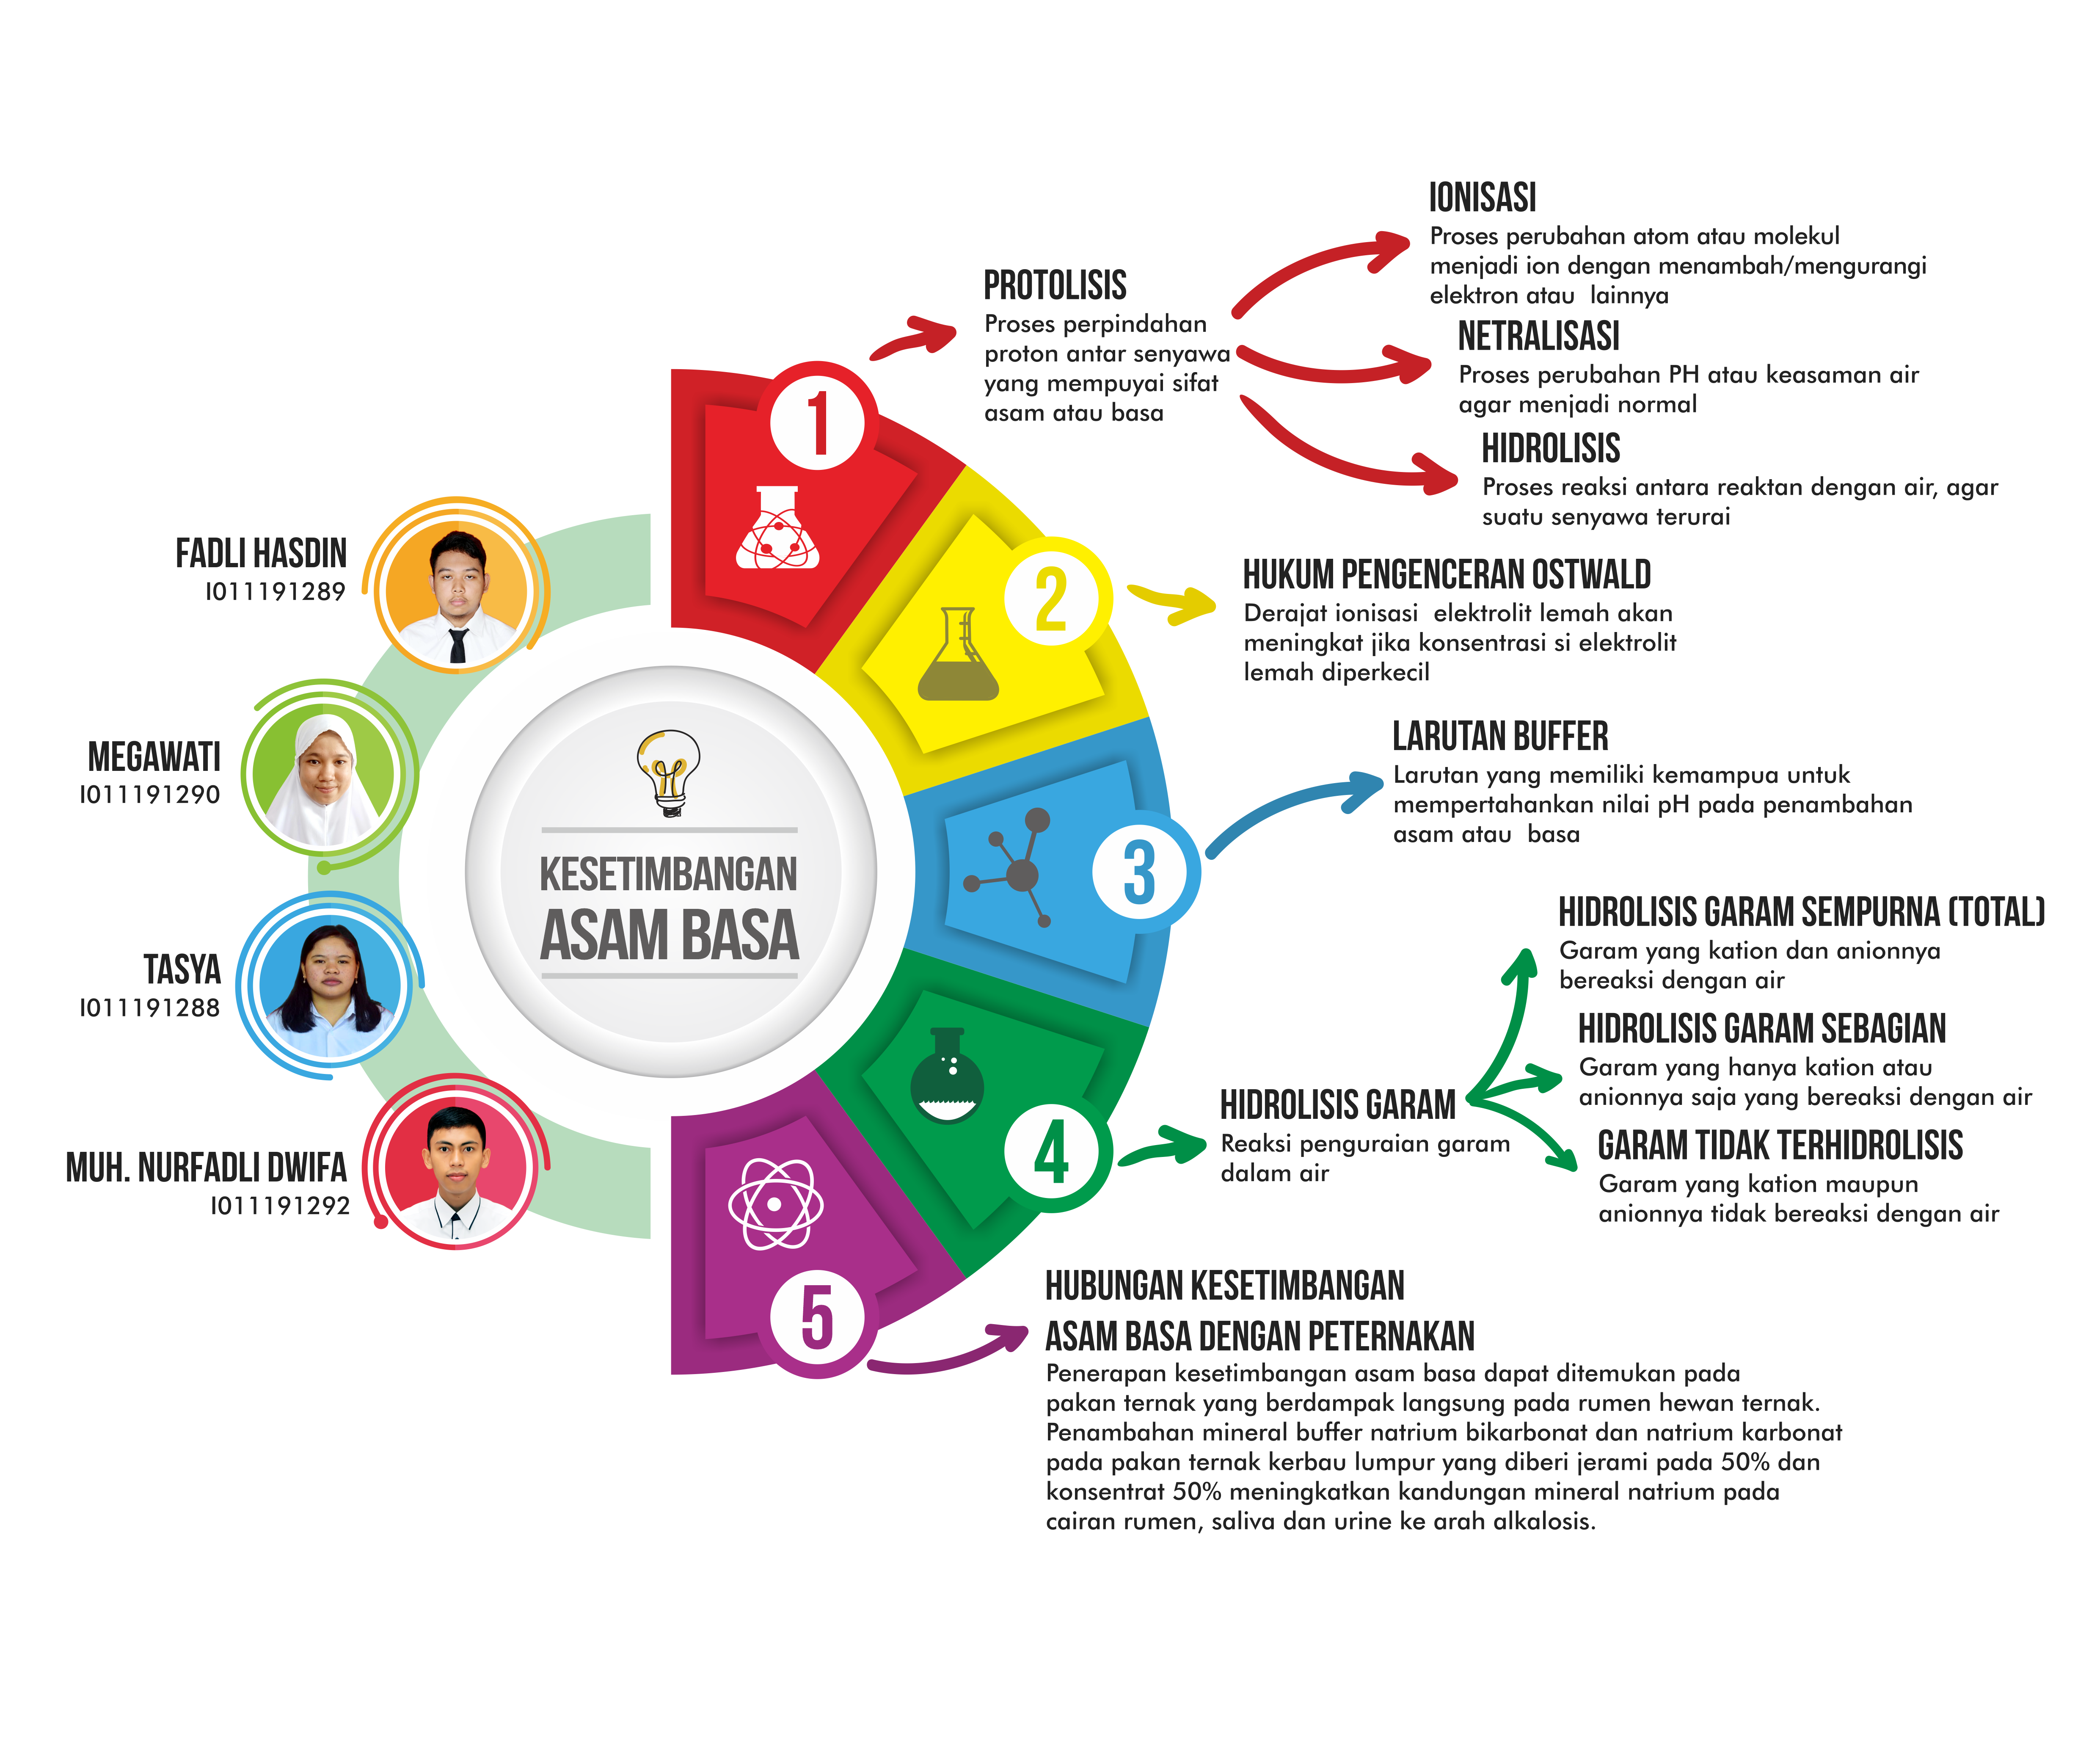 FADLI HASDIN
I011191289
MEGAWATI
I011191290
TASYA
I011191288
MUH. NURFADLI DWIFA
I011191292
KESETIMBANGAN
ASAM BASA
1
PROTOLISIS
Proses perpindahan
proton antar senyawa
yang mempuyai sifat
asam atau basa
IONISASI
Proses perubahan atom atau molekul
menjadi ion dengan menambah/mengurangi
elektron atau lainnya
NETRALISASI
Proses perubahan PH atau keasaman air
agar menjadi normal
HIDROLISIS
Proses reaksi antara reaktan dengan air, agar
suatu senyawa terurai
2
HUKUM PENGENCERAN OSTWALD
Derajat ionisasi elektrolit lemah akan
meningkat jika konsentrasi si elektrolit
lemah diperkecil
3
LARUTAN BUFFER
Larutan yang memiliki kemampua untuk
mempertahankan nilai pH pada penambahan
asam atau basa
4
HIDROLISIS GARAM
Reaksi penguraian garam
dalam air
HIDROLISIS GARAM SEMPURNA (TOTAL)
Garam yang kation dan anionnya
bereaksi dengan air
HIDROLISIS GARAM SEBAGIAN
Garam yang hanya kation atau
anionnya saja yang bereaksi dengan air
GARAM TIDAK TERHIDROLISIS
Garam yang kation maupun
anionnya tidak bereaksi dengan air
5
HUBUNGAN KESETIMBANGAN
ASAM BASA DENGAN PETERNAKAN
Penerapan kesetimbangan asam basa dapat ditemukan pada
pakan ternak yang berdampak langsung pada rumen hewan ternak.
Penambahan mineral buffer natrium bikarbonat dan natrium karbonat
pada pakan ternak kerbau lumpur yang diberi jerami pada 50% dan
konsentrat 50% meningkatkan kandungan mineral natrium pada
cairan rumen, saliva dan urine ke arah alkalosis.